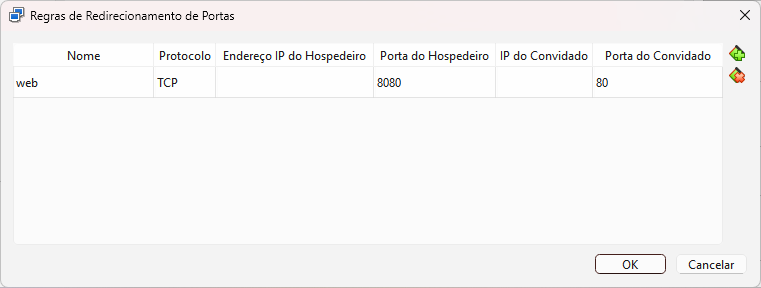 Regras de Redirecionamento de Portas
Nome Protocolo Endereço IP do Hospedeiro Porta do Hospedeiro IP do Convidado Porta do Convidado
web TCP 8080 80
OK Cancelar